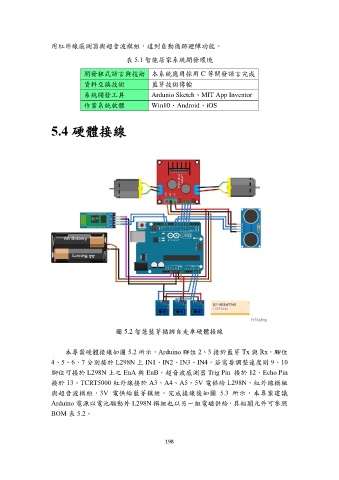 用紅外線感測器與超音波模組，達到自動循跡避障功能。
表 5.1 智能居家系統開發環境
開發程式語言與技術 本系統應用採用 C 等開發語言完成
資料交換技術 藍芽技術傳輸
系統開發工具 Arduino Sketch、MIT App Inventor
作業系統軟體 Win10、Android、iOS
5.4 硬體接線
AA Battery
AA Battery
ARDUINO
fritzing
圖 5.2 智慧藍芽循跡自走車硬體接線
本專題硬體接線如圖 5.2 所示，Arduino 腳位 2、3 接於藍芽 Tx 與 Rx，腳位
4、5、6、7 分別接於 L298N 上 IN1、IN2、IN3、IN4，若需要調整速度則 9、10
腳位可接於 L298N 上之 EnA 與 EnB。超音波感測器 Trig Pin 接於 12、Echo Pin
接於 13，TCRT5000 紅外線接於 A3、A4、A5。5V 電供給 L298N、紅外線模組
與超音波模組，3V 電供給藍芽模組。完成接線後如圖 5.3 所示，本專案建議
Arduino 電源以電池驅動外 L298N 模組也以另一組電磁供給，其相關元件可參照
BOM 表 5.2。
198